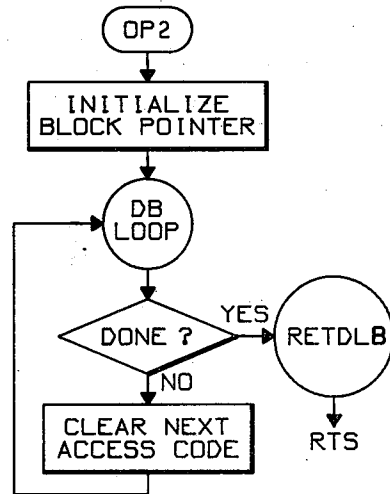 OP2
INITIALIZE
BLOCK POINTER
DB
LOOP
DONE ?
YES
RETDLB
NO
RTS
CLEAR NEXT
ACCESS CODE